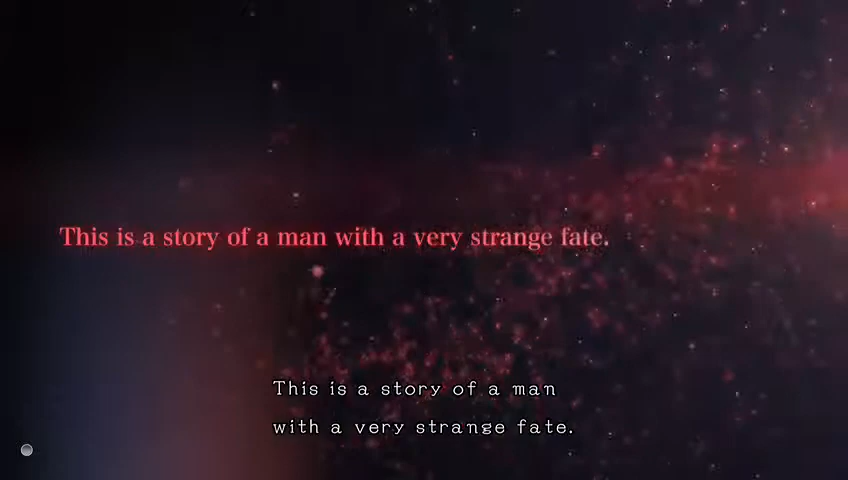 This is a story of a man with a very strange fate.
This is a story of a man
with a very strange fate.